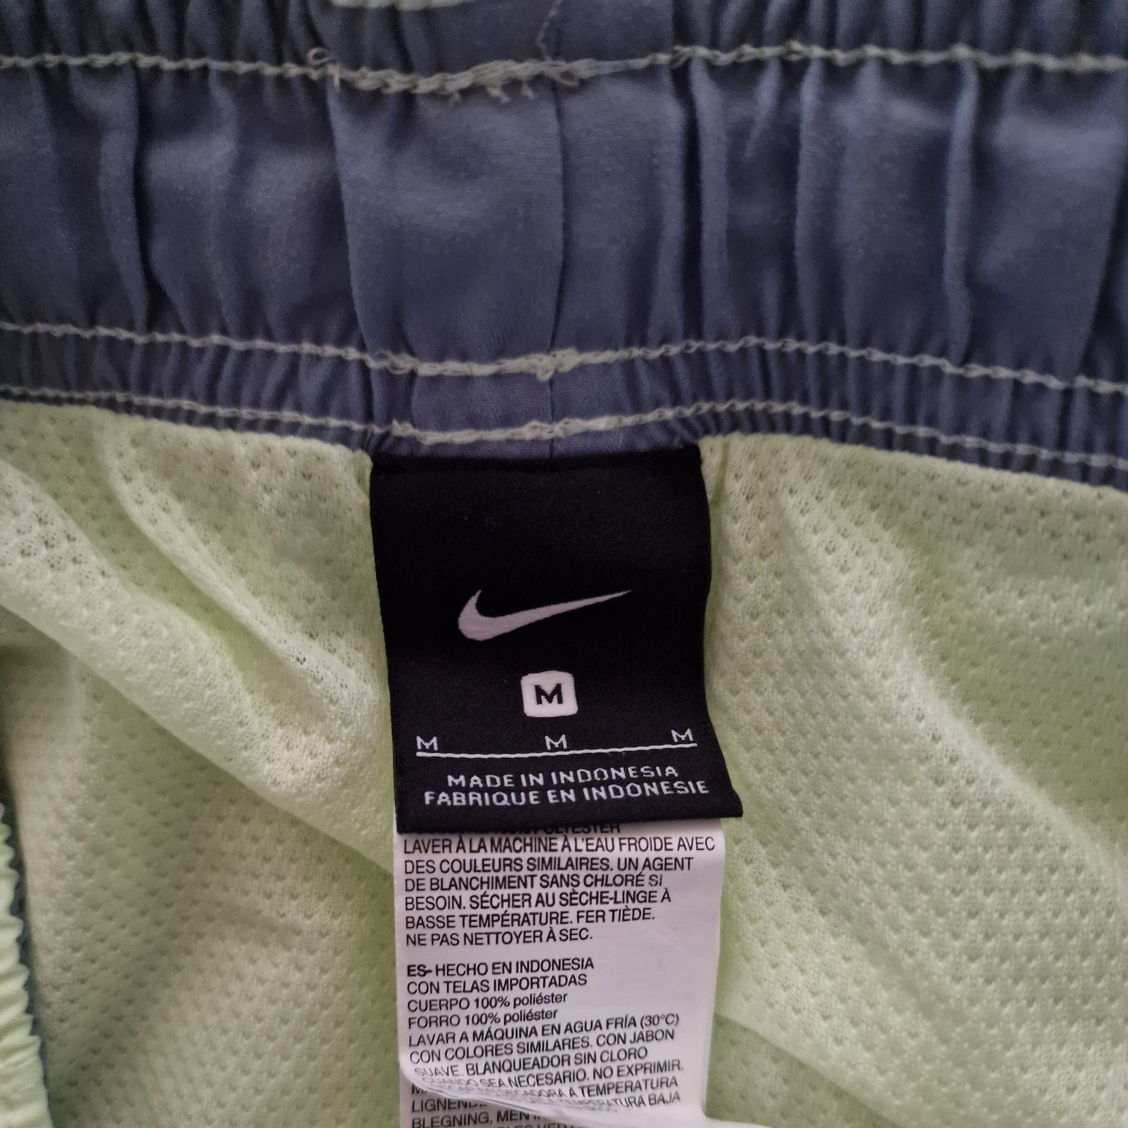 M
M M M
MADE IN INDONESIA
FABRIQUE EN INDONESIE
POLYESTER
LAVER À LA MACHINE À L'EAU FROIDE AVEC
DES COULEURS SIMILAIRES. UN AGENT
DE BLANCHIMENT SANS CHLORÉ SI
BESOIN. SÉCHER AU SÈCHE-LINGE À
BASSE TEMPÉRATURE. FER TIÈDE.
NE PAS NETTOYER À SEC.
ES- HECHO EN INDONESIA
CON TELAS IMPORTADAS
CUERPO 100% poliéster
FORRO 100% poliéster
LAVAR A MÁQUINA EN AGUA FRÍA (30°C)
CON COLORES SIMILARES. CON JABON
SUAVE. BLANQUEADOR SIN CLORO
CUANDO SEA NECESARIO. NO EXPRIMIR.
A TEMPERATURA
BAJA
BLEGNING,